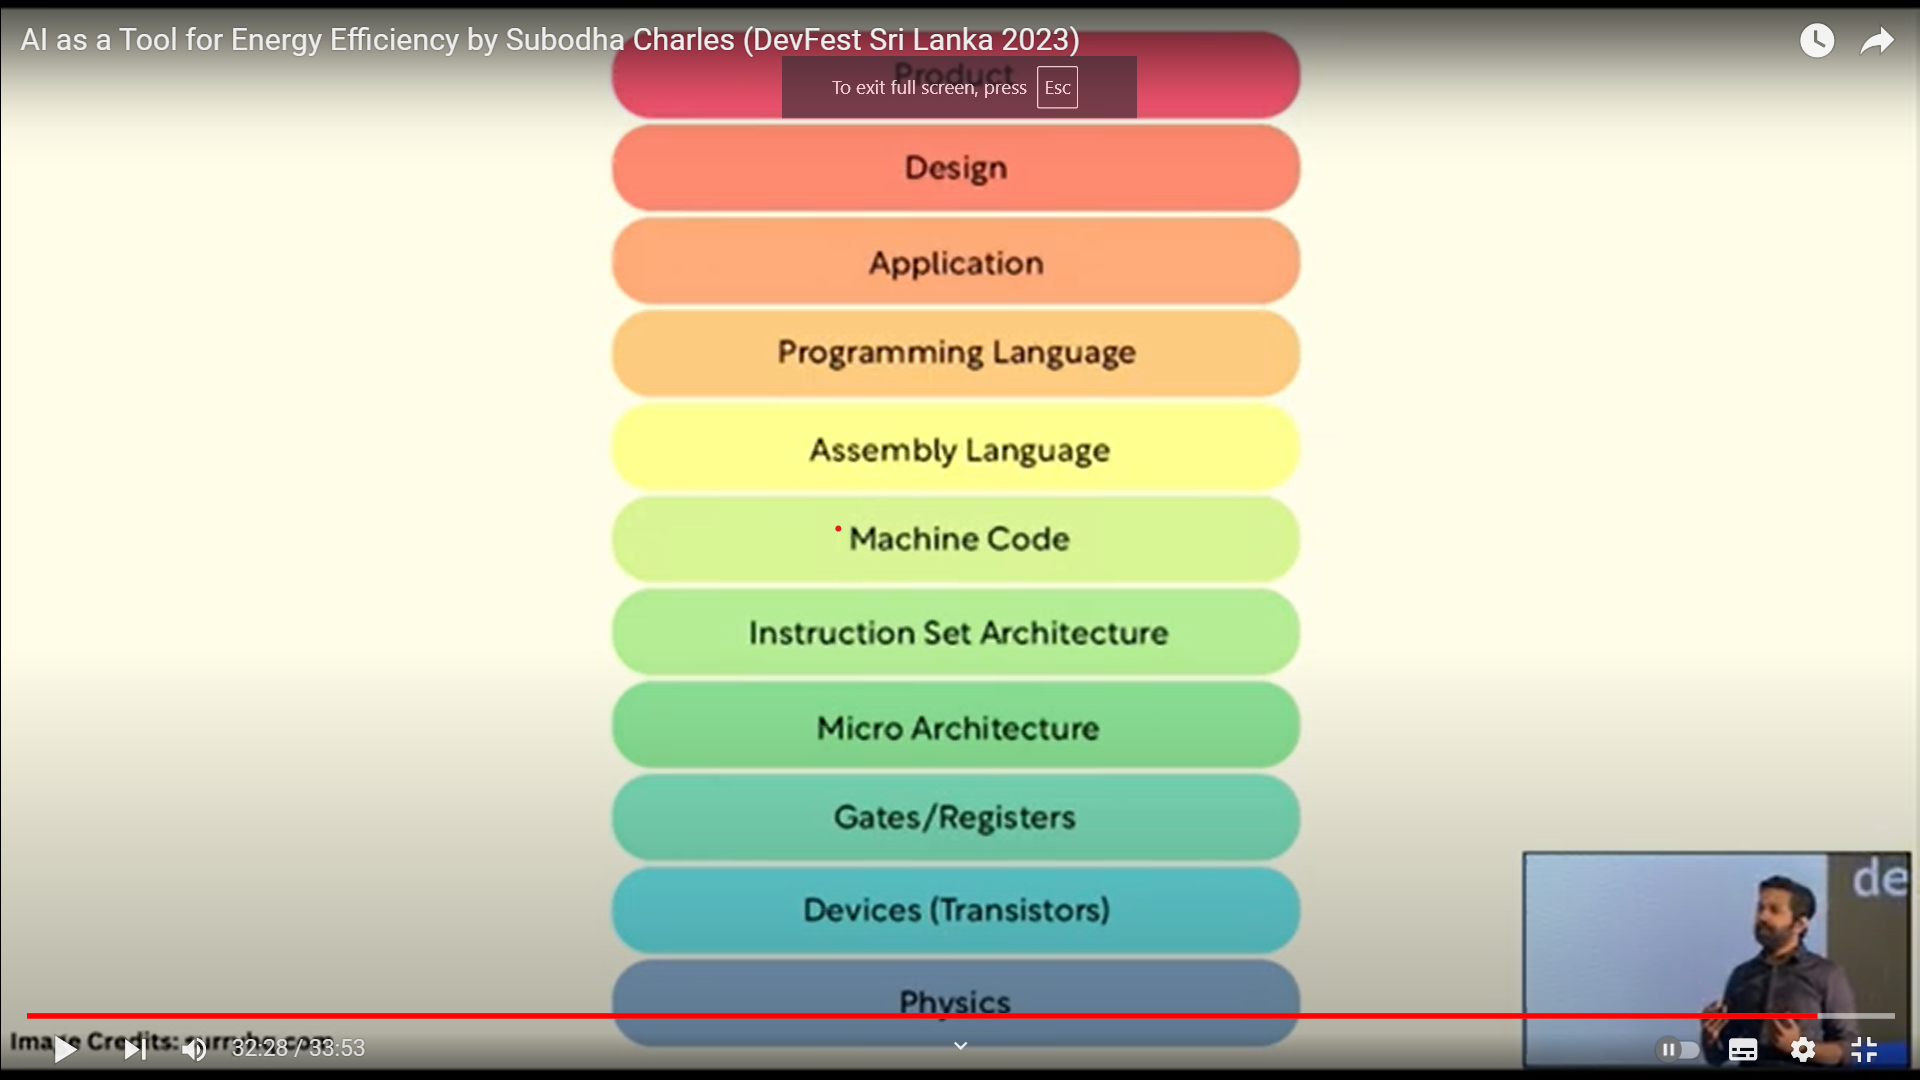 AI as a Tool for Energy Efficiency by Subodha Charles (DevFest Sri Lanka 2023)
Product
To exit full screen, press Esc
Design
Application
Programming Language
Assembly Language
Machine Code
Instruction Set Architecture
Micro Architecture
Gates/Registers
Devices (Transistors)
de
Physics
Image Credits:
32:28 / 33:53